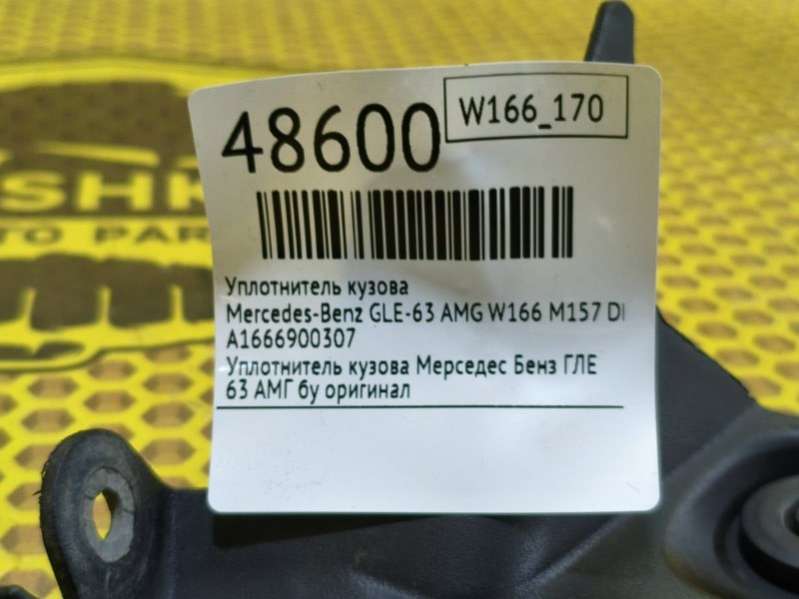 48600
W166_170
Уплотнитель кузова
Mercedes-Benz GLE-63 AMG W166 M157 DI
A1666900307
Уплотнитель кузова Мерседес Бенз ГЛЕ
63 АМГ бу оригинал